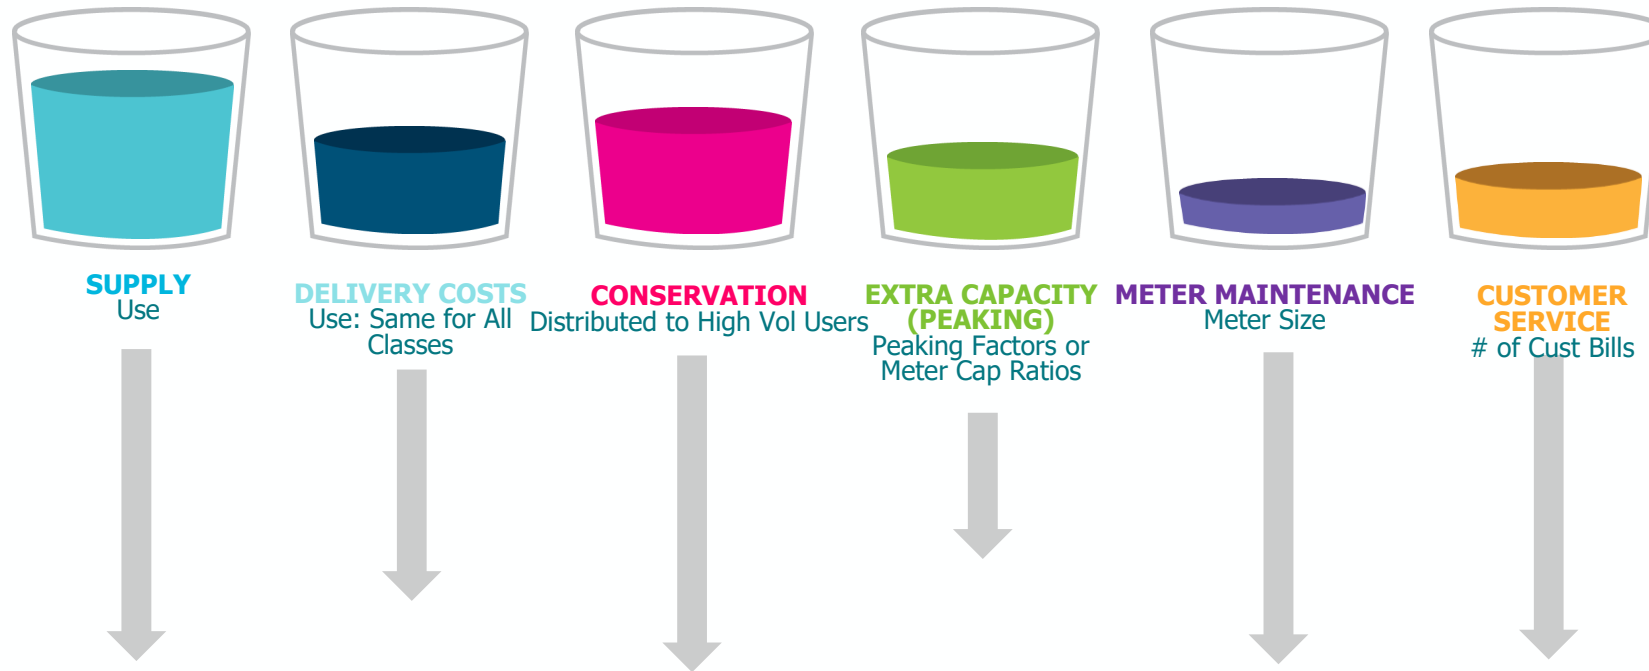 SUPPLY
Use
DELIVERY COSTS
Use: Same for All
Classes
CONSERVATION
Distributed to High Vol Users
EXTRA CAPACITY
(PEAKING)
Peaking Factors or
Meter Cap Ratios
METER MAINTENANCE
Meter Size
CUSTOMER
SERVICE
# of Cust Bills